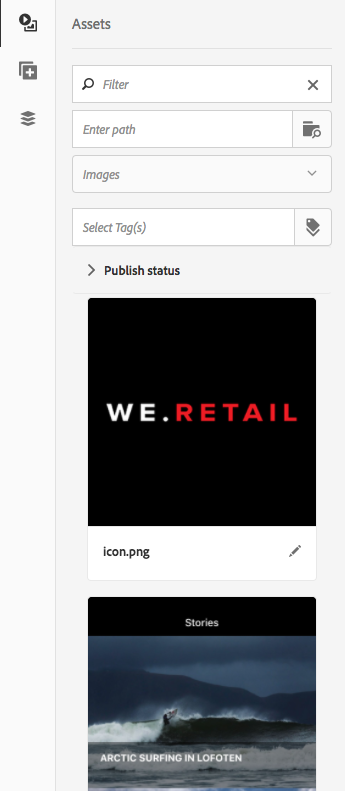 Assets
Filter
Enter path
Images
Select Tag(s)
Publish status
WE.RETAIL
icon.png
Stories
ARCTIC SURFING IN LOFOTEN